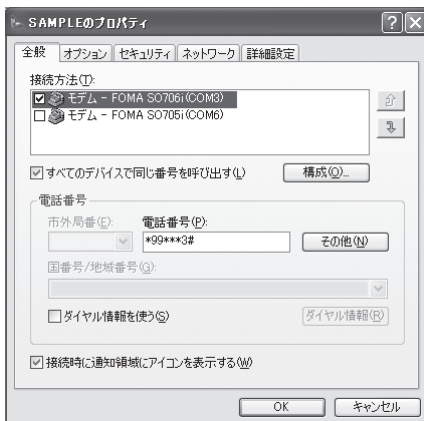 SAMPLEのプロパティ
全般 オプション セキュリティ ネットワーク 詳細設定
接続方法(T):
モデム - FOMA SO706i(COM3)
モデム - FOMA SO705i(COM6)
すべてのデバイスで同じ番号を呼び出す(L) 構成(O)...
電話番号
市外局番(E): 電話番号(P):
*99***3# その他(N)
国番号/地域番号(G):
ダイヤル情報を使う(S) ダイヤル情報(R)
接続時に通知領域にアイコンを表示する(W)
OK キャンセル